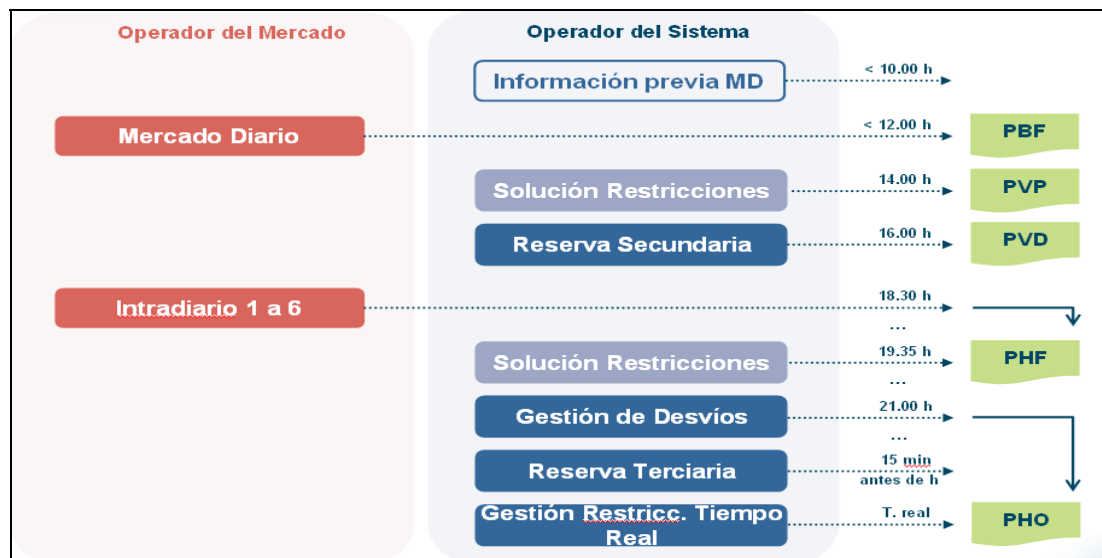 Operador del Mercado
Operador del Sistema
Información previa MD
< 10.00 h
Mercado Diario
< 12.00 h
PBF
Solución Restricciones
14.00 h
PVP
Reserva Secundaria
16.00 h
PVD
Intradiario 1 a 6
18.30 h
...
Solución Restricciones
19.35 h
PHF
...
Gestión de Desvíos
21.00 h
...
Reserva Terciaria
15 min
antes de h
Gestión Restricc. Tiempo
Real
T. real
PHO